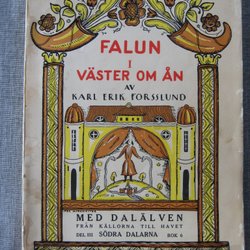 FALUN
I
VÄSTER OM ÅN
AV
KARL ERIK FORSSLUND
MED DALÄLVEN
FRÅN KÄLLORNA TILL HAVET
DEL III SÖDRA DALARNA BOK 6